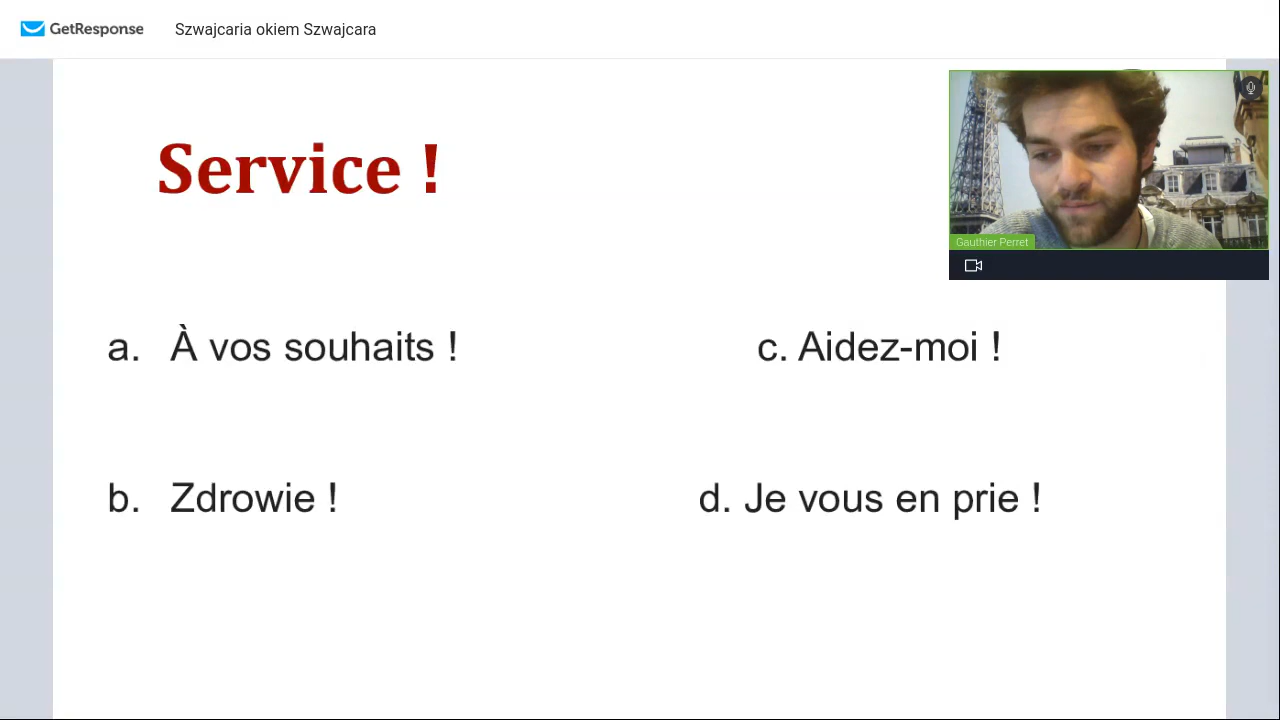 GetResponse
Szwajcaria okiem Szwajcara
Service !
Gauthier Perret
a. À vos souhaits !
c. Aidez-moi !
b. Zdrowie !
d. Je vous en prie !